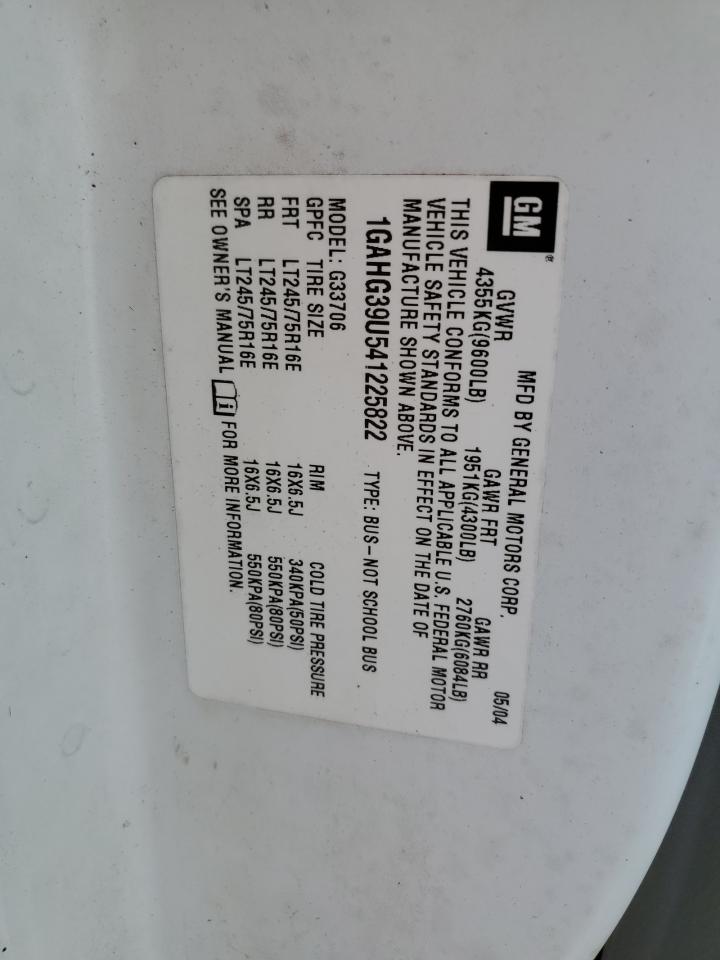 GM®
MFD BY GENERAL MOTORS CORP. 05/04
GVWR GAWR FRT GAWR RR
4355KG(9600LB) 1951KG(4300LB) 2760KG(6084LB)
THIS VEHICLE CONFORMS TO ALL APPLICABLE U.S. FEDERAL MOTOR
VEHICLE SAFETY STANDARDS IN EFFECT ON THE DATE OF
MANUFACTURE SHOWN ABOVE.
1GAHG39U541225822 TYPE: BUS-NOT SCHOOL BUS
MODEL: G33706
GPFC TIRE SIZE RIM COLD TIRE PRESSURE
FRT LT245/75R16E 16X6.5J 340KPA(50PSI)
RR LT245/75R16E 16X6.5J 550KPA(80PSI)
SPA LT245/75R16E 16X6.5J 550KPA(80PSI)
SEE OWNER'S MANUAL i FOR MORE INFORMATION.